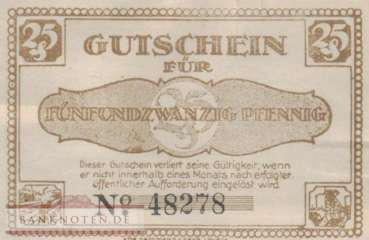 25 GUTSCHEIN 25
FÜR
FÜNFUNDZWANZIG PFENNIG
25
Dieser Gutschein verliert seine Gültigkeit, wenn
er nicht innerhalb eines Monats nach erfolgter
öffentlicher Aufforderung eingelöst wird.
Nº 48278
BANKNOTEN.DE